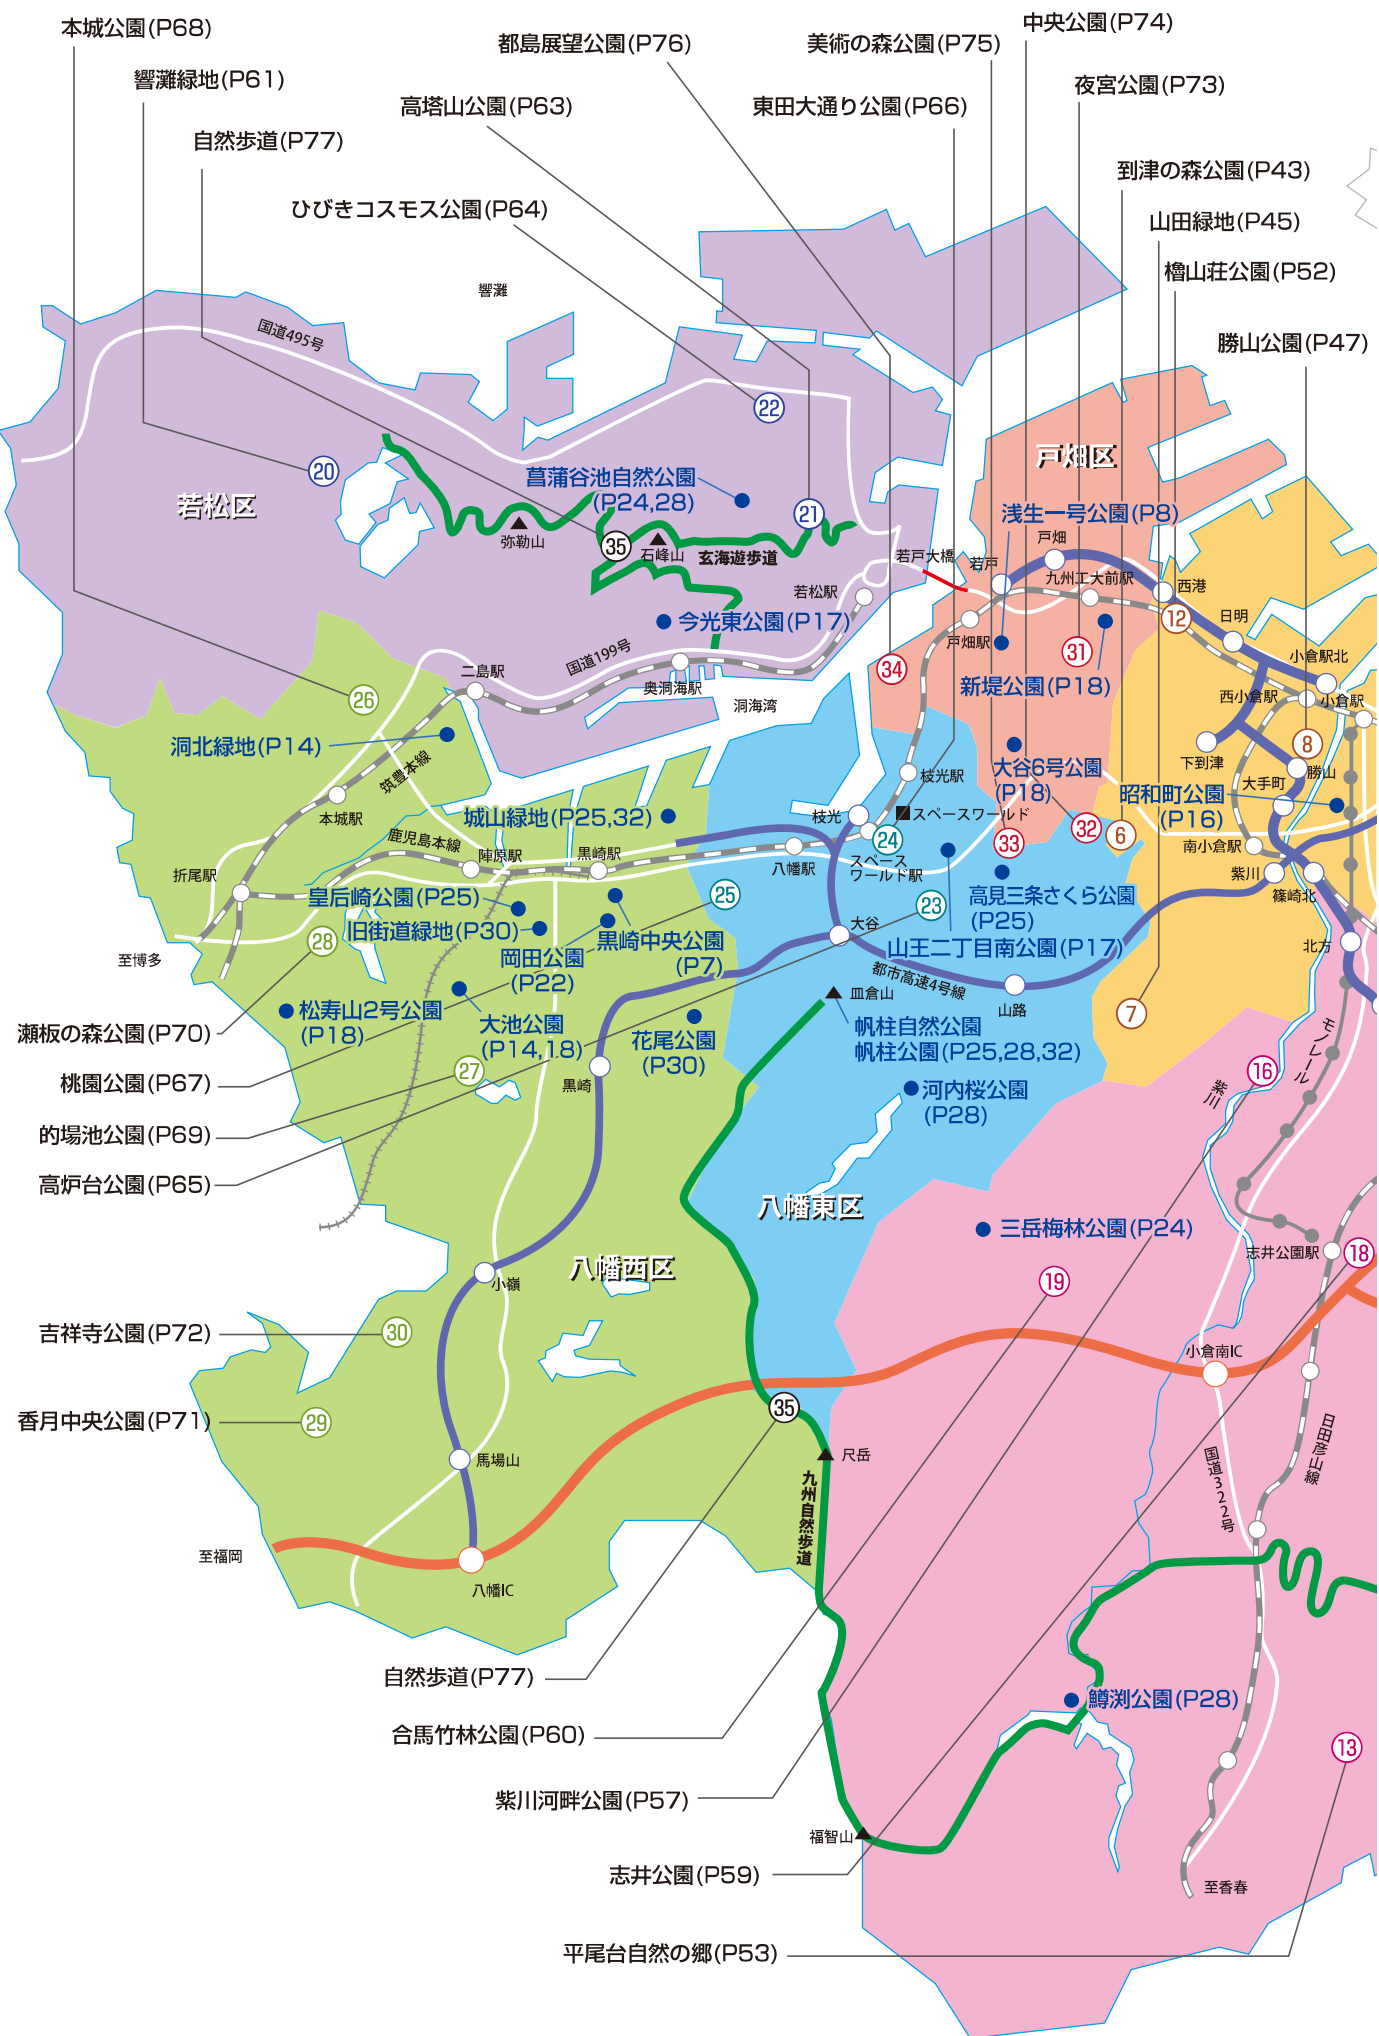 本城公園(P68)
中央公園(P74)
都島展望公園(P76)
美術の森公園(P75)
響灘緑地(P61)
夜宮公園(P73)
高塔山公園(P63)
東田大通り公園(P66)
自然歩道(P77)
到津の森公園(P43)
ひびきコスモス公園(P64)
山田緑地(P45)
櫓山荘公園(P52)
響灘
国道495号
勝山公園(P47)
22
戸畑区
20
菖蒲谷池自然公園
(P24,28)
若松区
21
浅生一号公園(P8)
弥勒山
35
石峰山
玄海遊歩道
戸畑
若戸大橋
若戸
九州工大前駅
西港
若松駅
12
日明
今光東公園(P17)
戸畑駅
31
国道199号
小倉駅北
二島駅
34
新堤公園(P18)
奥洞海駅
西小倉駅
小倉駅
26
洞海湾
洞北緑地(P14)
8
下到津
筑豊本線
大谷6号公園
(P18)
枝光駅
勝山
大手町
昭和町公園
(P16)
本城駅
城山緑地(P25,32)
枝光
スペースワールド
32
6
鹿児島本線
24
33
南小倉駅
陣原駅
黒崎駅
八幡駅
スペース
ワールド駅
折尾駅
紫川
篠崎北
皇后崎公園(P25)
25
23
高見三条さくら公園
(P25)
旧街道緑地(P30)
大谷
28
黒崎中央公園
(P7)
山王二丁目南公園(P17)
北方
至博多
岡田公園
(P22)
都市高速4号線
皿倉山
山路
松寿山2号公園
(P18)
7
瀬板の森公園(P70)
大池公園
(P14,18)
花尾公園
(P30)
帆柱自然公園
帆柱公園(P25,28,32)
モノレール
27
16
桃園公園(P67)
黒崎
紫川
河内桜公園
(P28)
的場池公園(P69)
高炉台公園(P65)
八幡東区
三岳梅林公園(P24)
志井公園駅
18
八幡西区
19
小嶺
吉祥寺公園(P72)
30
小倉南IC
香月中央公園(P71)
29
35
日田彦山線
馬場山
尺岳
国道322号
九州自然歩道
至福岡
八幡IC
自然歩道(P77)
鱒渕公園(P28)
合馬竹林公園(P60)
13
紫川河畔公園(P57)
福智山
志井公園(P59)
至香春
平尾台自然の郷(P53)